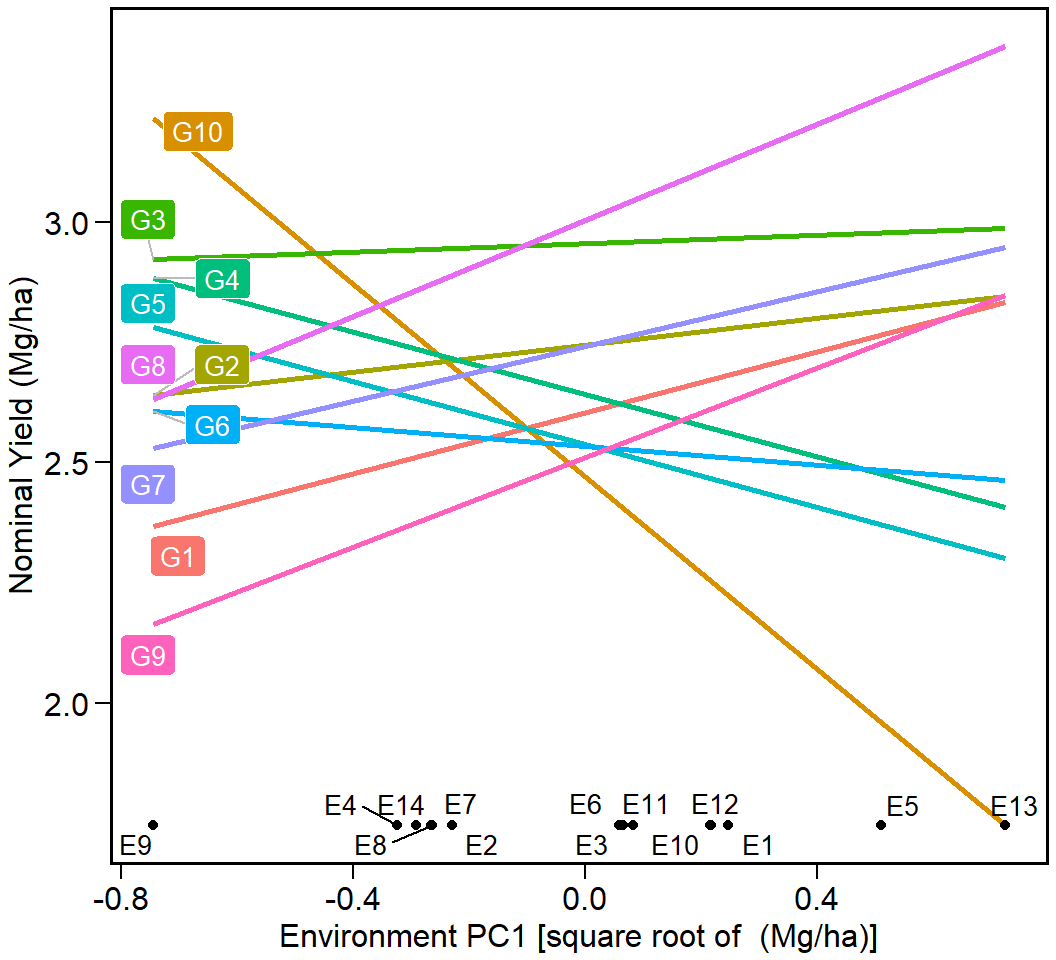 G10
G3
3.0
G4
G5
G8
G2
G6
2.5
G7
G1
G9
2.0
E4 E14 E7 E6 E11 E12 E5 E13
E9 E8 E2 E3 E10 E1
-0.8 -0.4 0.0 0.4
Nominal Yield (Mg/ha)
Environment PC1 [square root of  (Mg/ha)]